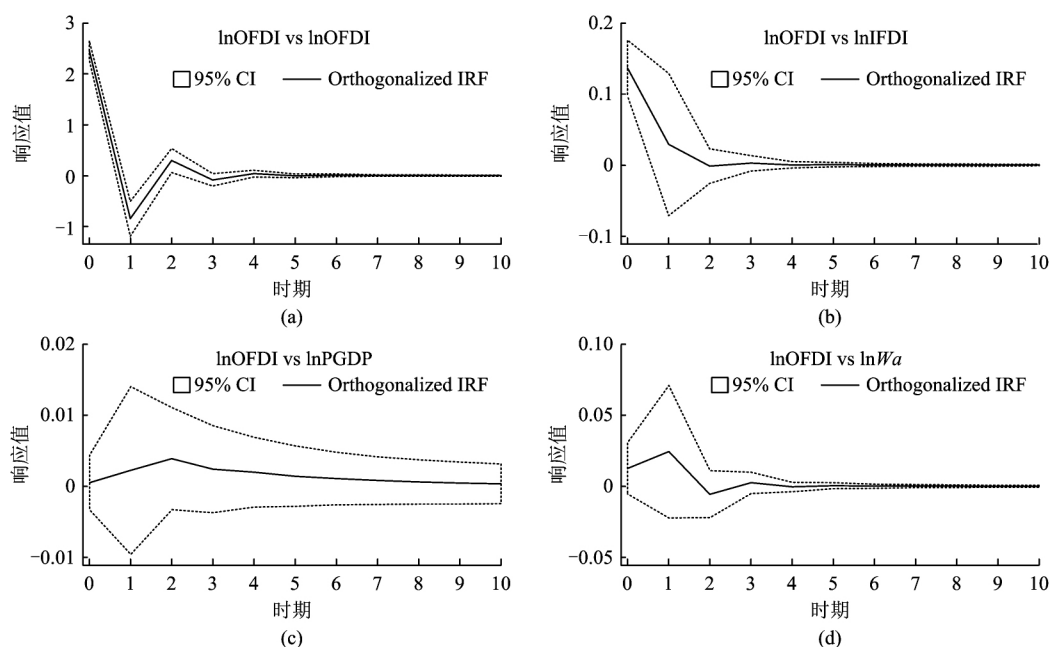 3
2
1
0
−1
响应值
lnOFDI vs lnOFDI
95% CI
Orthogonalized IRF
0 1 2 3 4 5 6 7 8 9 10
时期
(a)
0.2
0.1
0
−0.1
响应值
lnOFDI vs lnIFDI
95% CI
Orthogonalized IRF
0 1 2 3 4 5 6 7 8 9 10
时期
(b)
0.02
0.01
0
−0.01
响应值
lnOFDI vs lnPGDP
95% CI
Orthogonalized IRF
0 1 2 3 4 5 6 7 8 9 10
时期
(c)
0.10
0.05
0
−0.05
响应值
lnOFDI vs lnWa
95% CI
Orthogonalized IRF
0 1 2 3 4 5 6 7 8 9 10
时期
(d)